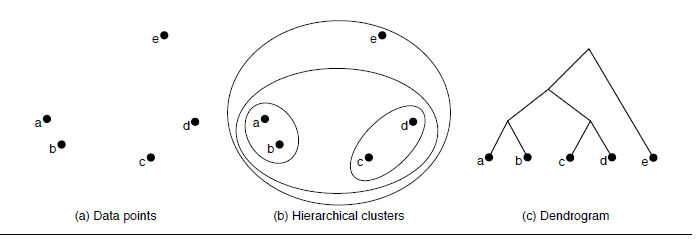 e
a
b
d
c
(a) Data points
e
a
b
d
c
(b) Hierarchical clusters
a b c d e
(c) Dendrogram